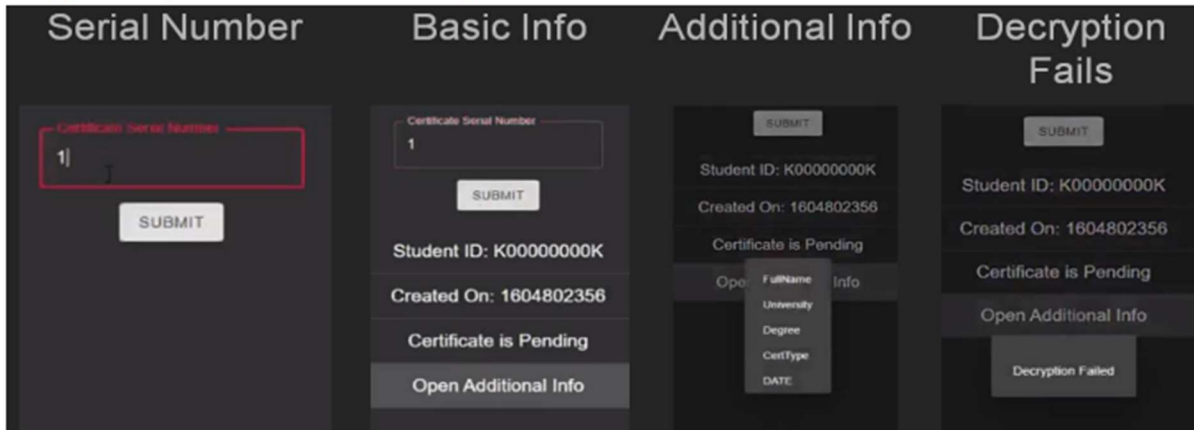 Serial Number
Certificate Serial Number
1
SUBMIT
Basic Info
Certificate Serial Number
1
SUBMIT
Student ID: K00000000K
Created On: 1604802356
Certificate is Pending
Open Additional Info
Additional Info
SUBMIT
Student ID: K00000000K
Created On: 1604802356
Certificate is Pending
Ope Info
FullName
University
Degree
CertType
DATE
Decryption
Fails
SUBMIT
Student ID: K00000000K
Created On: 1604802356
Certificate is Pending
Open Additional Info
Decryption Failed